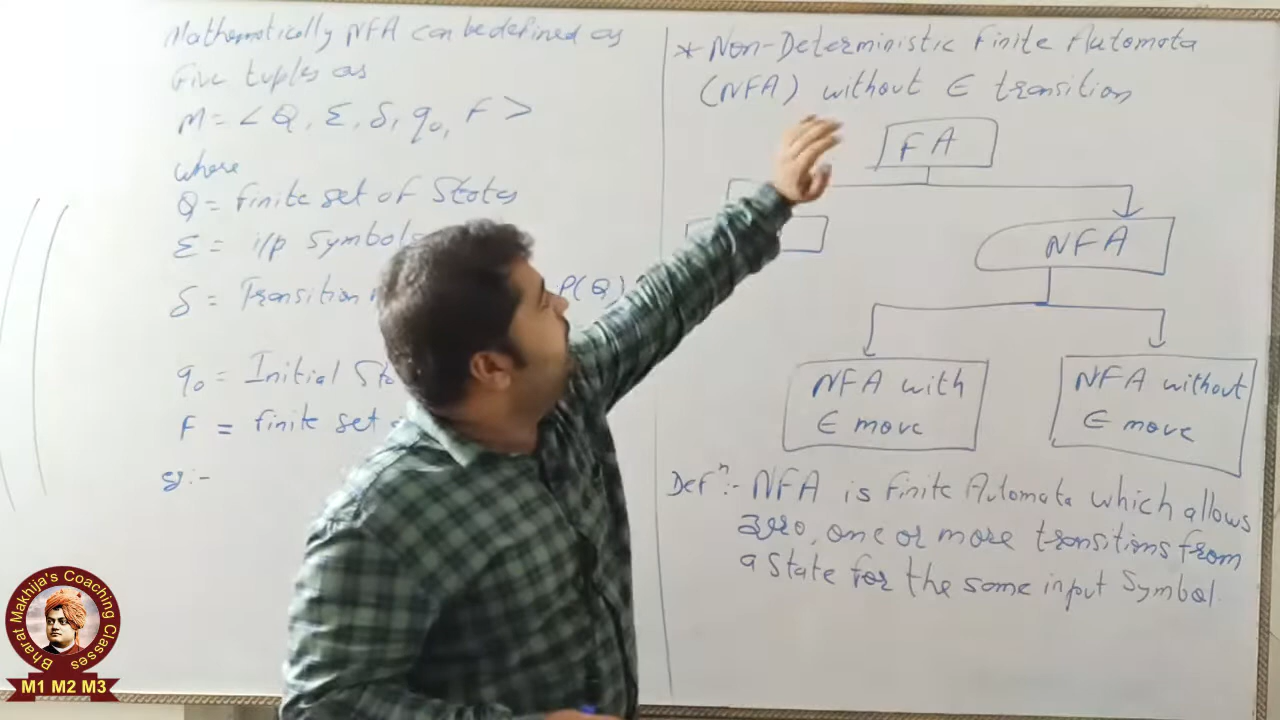 Mathematically NFA can be defined as
Five tuples as
M = < Q, Σ, δ, q₀, F >
where
Q = finite set of States
Σ = i/p Symbols
δ = Transition P(Q)
q₀ = Initial
F = finite set
* Non-Deterministic Finite Automata
(NFA) without ∈ transition
FA
NFA
NFA with
∈ move
NFA without
∈ move
Defⁿ:- NFA is Finite Automata which allows
zero, one or more transitions from
a state for the same input Symbol.
Bharat Makhija's Coaching Classes
M1 M2 M3